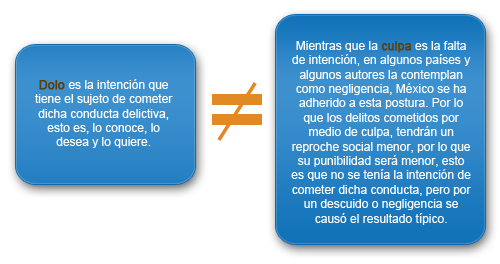 Dolo es la intención que
tiene el sujeto de cometer
dicha conducta delictiva,
esto es, lo conoce, lo
desea y lo quiere.
≠
Mientras que la culpa es la falta
de intención, en algunos países y
algunos autores la contemplan
como negligencia, México se ha
adherido a esta postura. Por lo
que los delitos cometidos por
medio de culpa, tendrán un
reproche social menor, por lo que
su punibilidad será menor, esto
es que no se tenía la intención de
cometer dicha conducta, pero por
un descuido o negligencia se
causó el resultado típico.